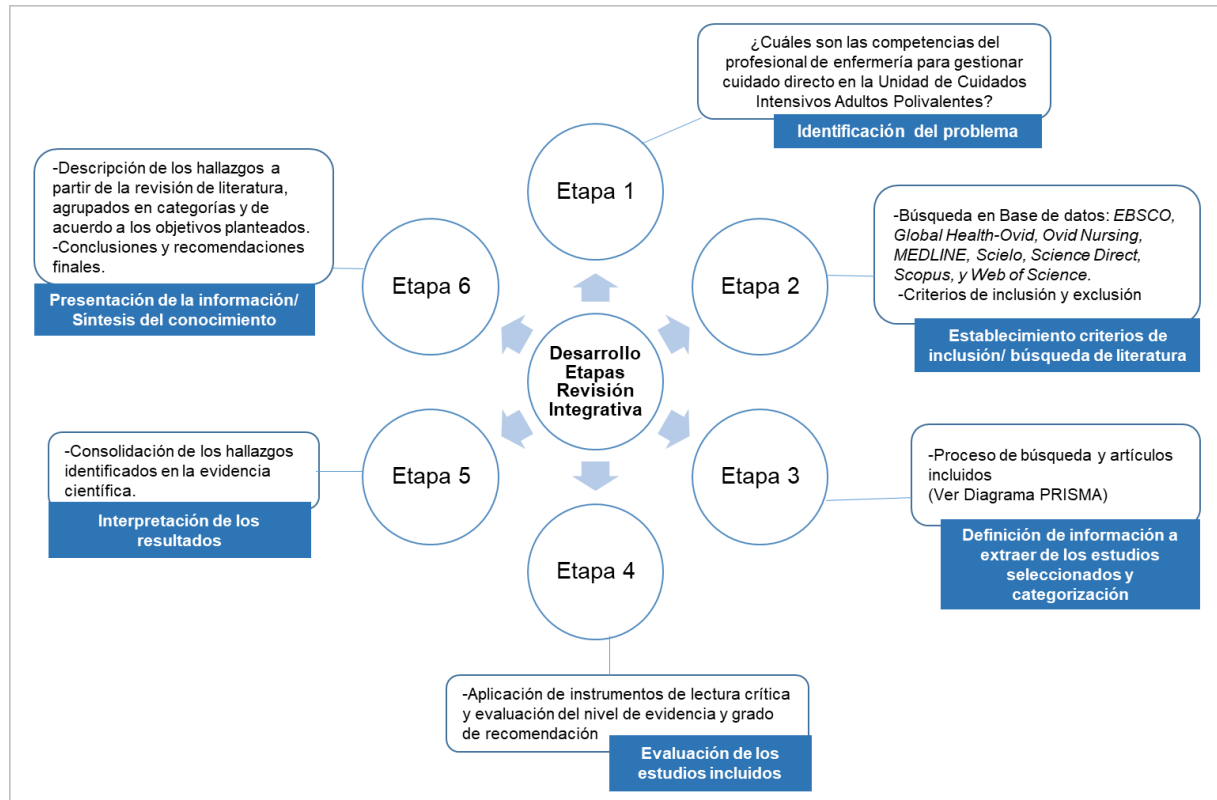 ¿Cuáles son las competencias del
profesional de enfermería para gestionar
cuidado directo en la Unidad de Cuidados
Intensivos Adultos Polivalentes?
Identificación del problema
Etapa 1
-Búsqueda en Base de datos: EBSCO,
Global Health-Ovid, Ovid Nursing,
MEDLINE, Scielo, Science Direct,
Scopus, y Web of Science.
-Criterios de inclusión y exclusión
Establecimiento criterios de
inclusión/ búsqueda de literatura
Etapa 2
-Proceso de búsqueda y artículos
incluidos
(Ver Diagrama PRISMA)
Definición de información a
extraer de los estudios
seleccionados y
categorización
Etapa 3
Etapa 4
-Aplicación de instrumentos de lectura crítica
y evaluación del nivel de evidencia y grado
de recomendación
Evaluación de los
estudios incluidos
Etapa 5
-Consolidación de los hallazgos
identificados en la evidencia
científica.
Interpretación de los
resultados
Etapa 6
-Descripción de los hallazgos a
partir de la revisión de literatura,
agrupados en categorías y de
acuerdo a los objetivos planteados.
-Conclusiones y recomendaciones
finales.
Presentación de la información/
Síntesis del conocimiento
Desarrollo
Etapas
Revisión
Integrativa